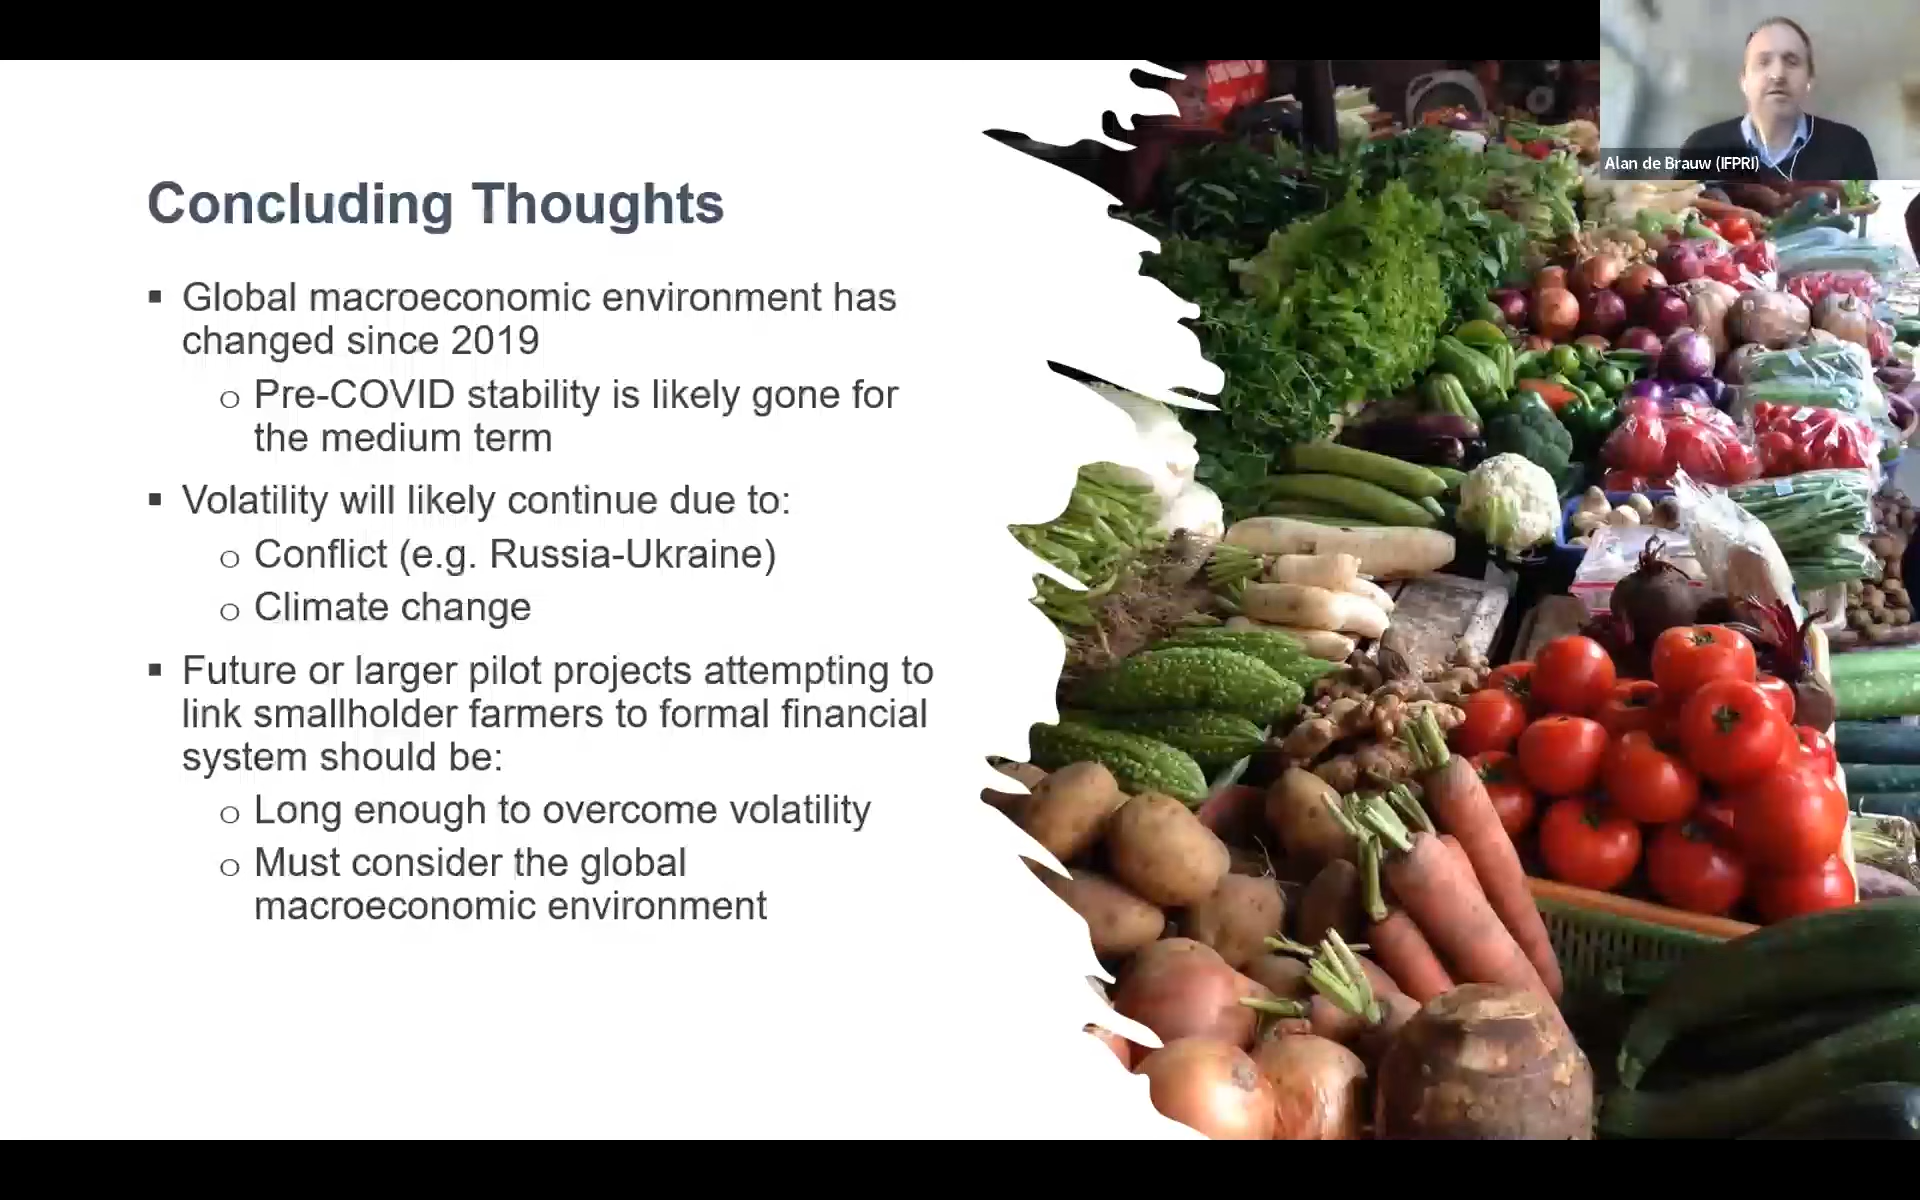 Alan de Brauw (IFPRI)
Concluding Thoughts
▪ Global macroeconomic environment has
changed since 2019
o Pre-COVID stability is likely gone for
the medium term
▪ Volatility will likely continue due to:
o Conflict (e.g. Russia-Ukraine)
o Climate change
▪ Future or larger pilot projects attempting to
link smallholder farmers to formal financial
system should be:
o Long enough to overcome volatility
o Must consider the global
macroeconomic environment